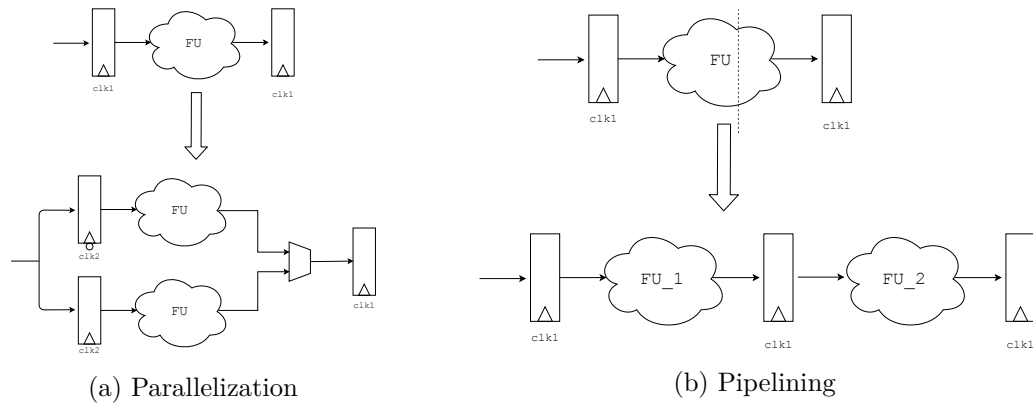 FU
clk1
clk1
FU
clk2
FU
clk2
clk1
(a) Parallelization
FU
clk1
clk1
FU_1
FU_2
clk1
clk1
clk1
(b) Pipelining